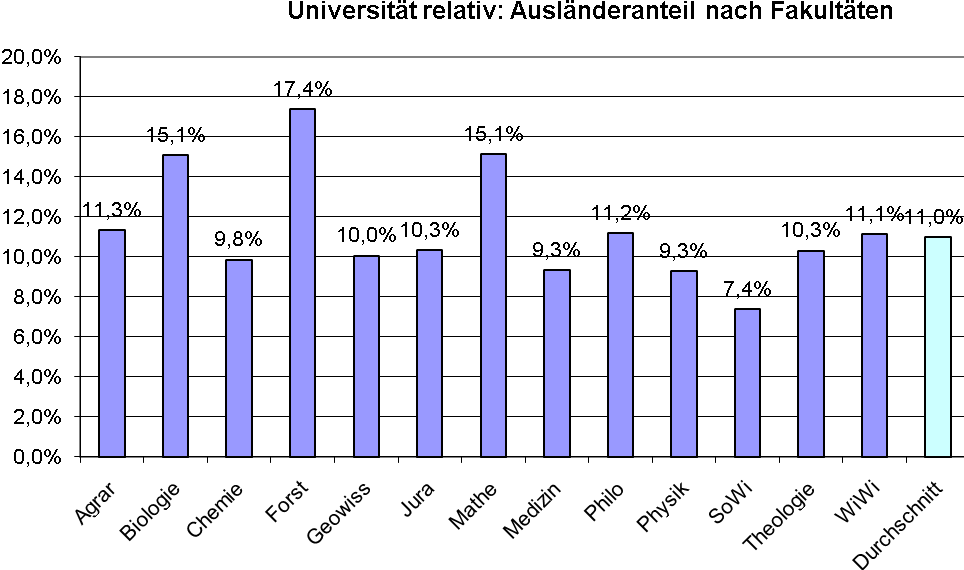 Universität relativ: Ausländeranteil nach Fakultäten
20,0%
18,0%
16,0%
14,0%
12,0%
10,0%
8,0%
6,0%
4,0%
2,0%
0,0%
11,3%
15,1%
9,8%
17,4%
10,0%
10,3%
15,1%
9,3%
11,2%
9,3%
7,4%
10,3%
11,1%
11,0%
Agrar
Biologie
Chemie
Forst
Geowiss
Jura
Mathe
Medizin
Philo
Physik
SoWi
Theologie
WiWi
Durchschnitt